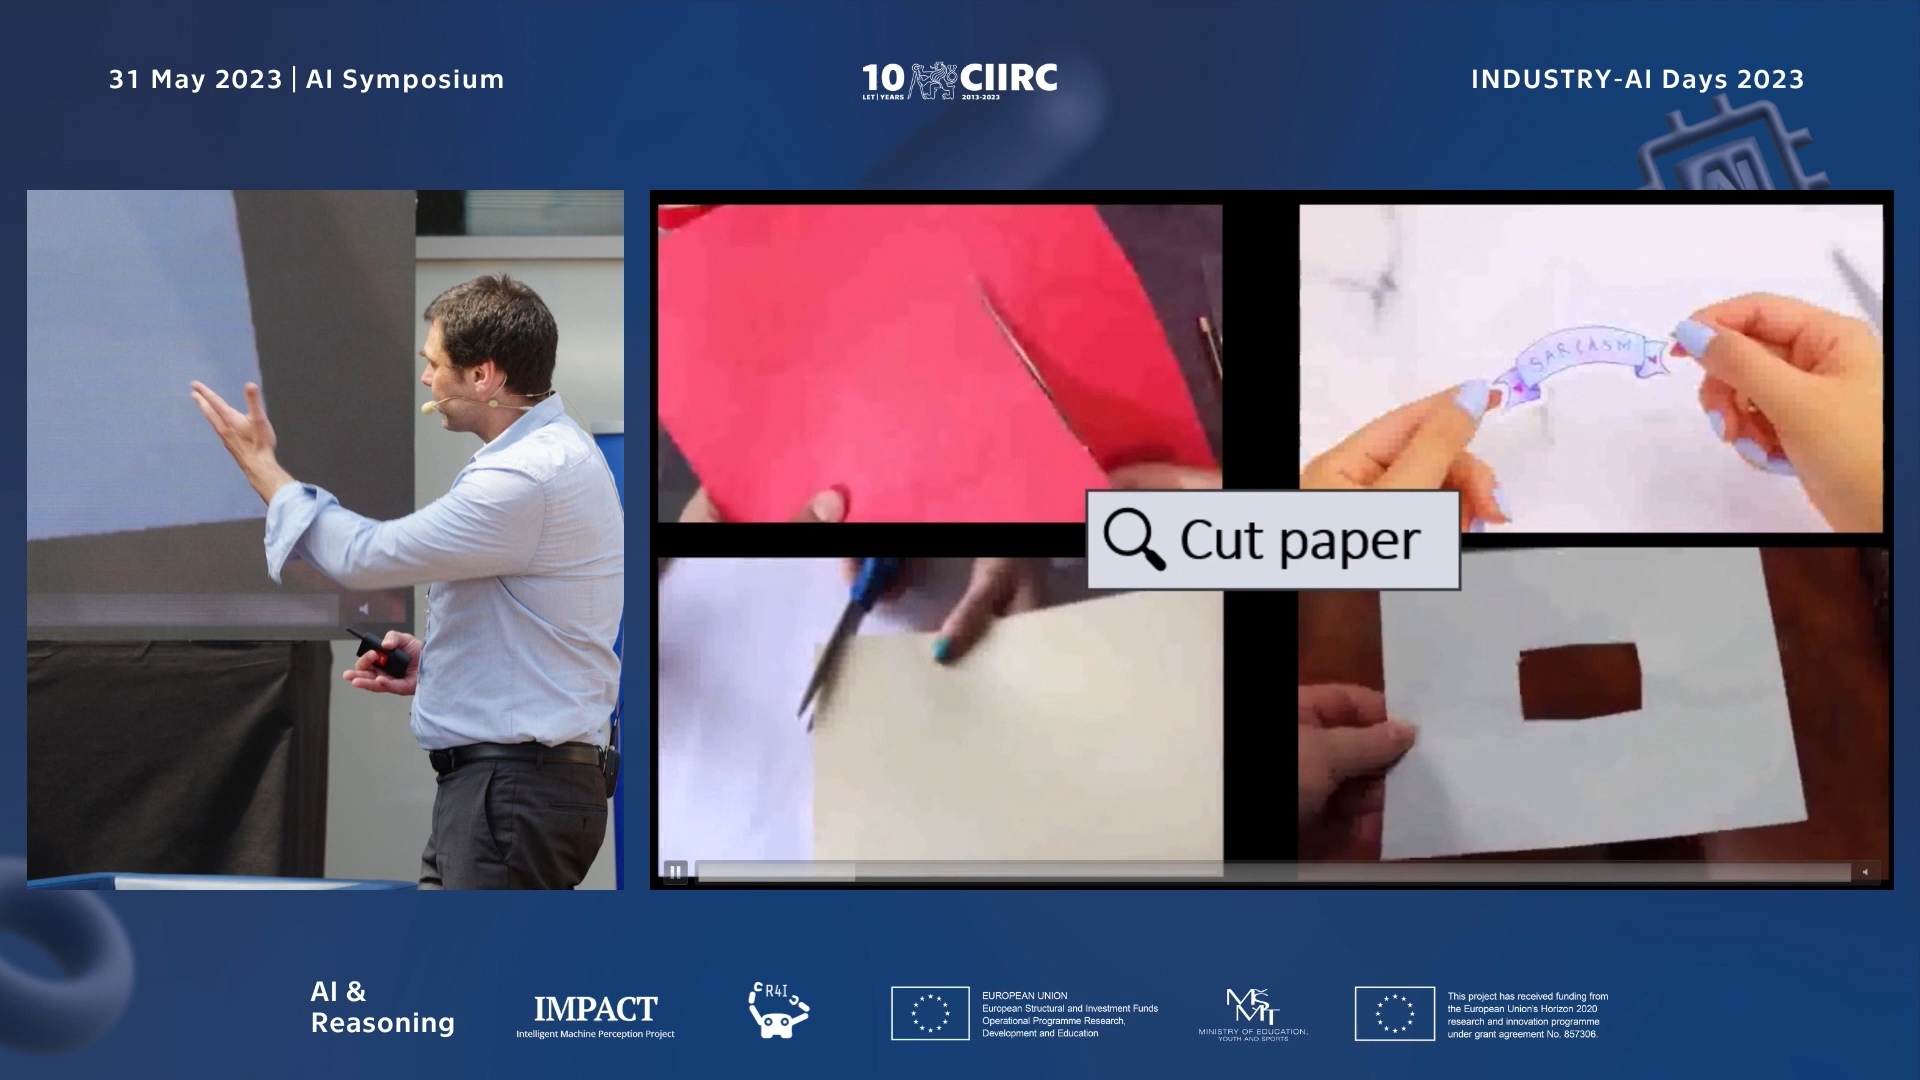 31 May 2023 | AI Symposium
10 CIIRC
LET | YEARS 2013-2023
INDUSTRY-AI Days 2023
AI
SARCASM
Cut paper
AI &
Reasoning
IMPACT
Intelligent Machine Perception Project
R4I
EUROPEAN UNION
European Structural and Investment Funds
Operational Programme Research,
Development and Education
MSMT
MINISTRY OF EDUCATION,
YOUTH AND SPORTS
This project has received funding from
the European Union's Horizon 2020
research and innovation programme
under grant agreement No. 857306.